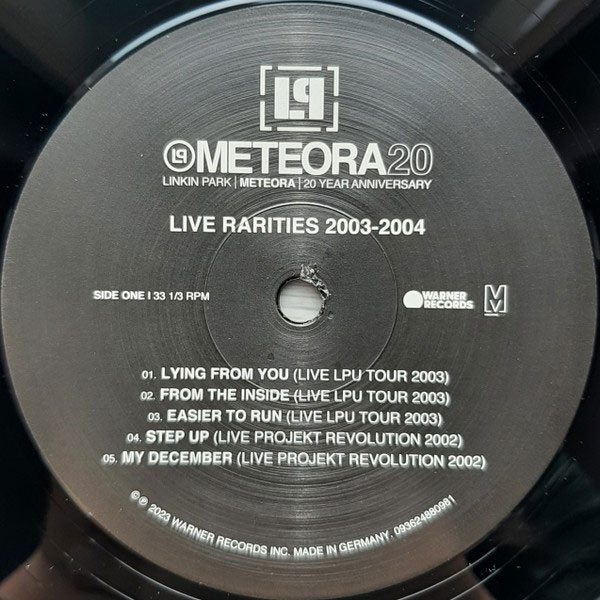 LP
LP METEORA20
LINKIN PARK | METEORA | 20 YEAR ANNIVERSARY
LIVE RARITIES 2003-2004
SIDE ONE | 33 1/3 RPM
WARNER RECORDS
M
01. LYING FROM YOU (LIVE LPU TOUR 2003)
02. FROM THE INSIDE (LIVE LPU TOUR 2003)
03. EASIER TO RUN (LIVE LPU TOUR 2003)
04. STEP UP (LIVE PROJEKT REVOLUTION 2002)
05. MY DECEMBER (LIVE PROJEKT REVOLUTION 2002)
© ℗ 2023 WARNER RECORDS INC. MADE IN GERMANY. 093624880981